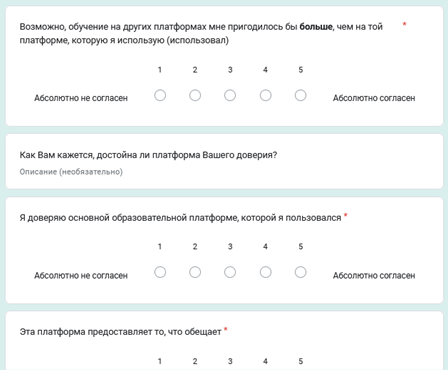 Возможно, обучение на других платформах мне пригодилось бы больше, чем на той *
платформе, которую я использую (использовал)
1 2 3 4 5
Абсолютно не согласен Абсолютно согласен
Как Вам кажется, достойна ли платформа Вашего доверия?
Описание (необязательно)
Я доверяю основной образовательной платформе, которой я пользовался *
1 2 3 4 5
Абсолютно не согласен Абсолютно согласен
Эта платформа предоставляет то, что обещает *
1 2 3 4 5